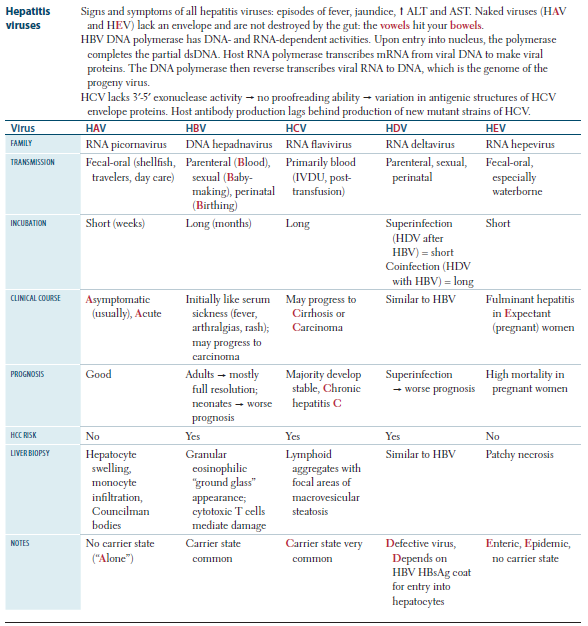 Hepatitis
viruses
Signs and symptoms of all hepatitis viruses: episodes of fever, jaundice, ↑ ALT and AST. Naked viruses (HAV
and HEV) lack an envelope and are not destroyed by the gut: the vowels hit your bowels.
HBV DNA polymerase has DNA- and RNA-dependent activities. Upon entry into nucleus, the polymerase
completes the partial dsDNA. Host RNA polymerase transcribes mRNA from viral DNA to make viral
proteins. The DNA polymerase then reverse transcribes viral RNA to DNA, which is the genome of the
progeny virus.
HCV lacks 3′-5′ exonuclease activity → no proofreading ability → variation in antigenic structures of HCV
envelope proteins. Host antibody production lags behind production of new mutant strains of HCV.
Virus HAV HBV HCV HDV HEV
FAMILY RNA picornavirus DNA hepadnavirus RNA flavivirus RNA deltavirus RNA hepevirus
TRANSMISSION Fecal-oral (shellfish, Parenteral (Blood), Primarily blood Parenteral, sexual, Fecal-oral,
travelers, day care) sexual (Baby- (IVDU, post- perinatal especially
making), perinatal transfusion) waterborne
(Birthing)
INCUBATION Short (weeks) Long (months) Long Superinfection Short
(HDV after
HBV) = short
Coinfection (HDV
with HBV) = long
CLINICAL COURSE Asymptomatic Initially like serum May progress to Similar to HBV Fulminant hepatitis
(usually), Acute sickness (fever, Cirrhosis or in Expectant
arthralgias, rash); Carcinoma (pregnant) women
may progress to
carcinoma
PROGNOSIS Good Adults → mostly Majority develop Superinfection High mortality in
full resolution; stable, Chronic → worse prognosis pregnant women
neonates → worse hepatitis C
prognosis
HCC RISK No Yes Yes Yes No
LIVER BIOPSY Hepatocyte Granular Lymphoid Similar to HBV Patchy necrosis
swelling, eosinophilic aggregates with
monocyte “ground glass” focal areas of
infiltration, appearance; macrovesicular
Councilman cytotoxic T cells steatosis
bodies mediate damage
NOTES No carrier state Carrier state Carrier state very Defective virus, Enteric, Epidemic,
(“Alone”) common common Depends on no carrier state
HBV HBsAg coat
for entry into
hepatocytes